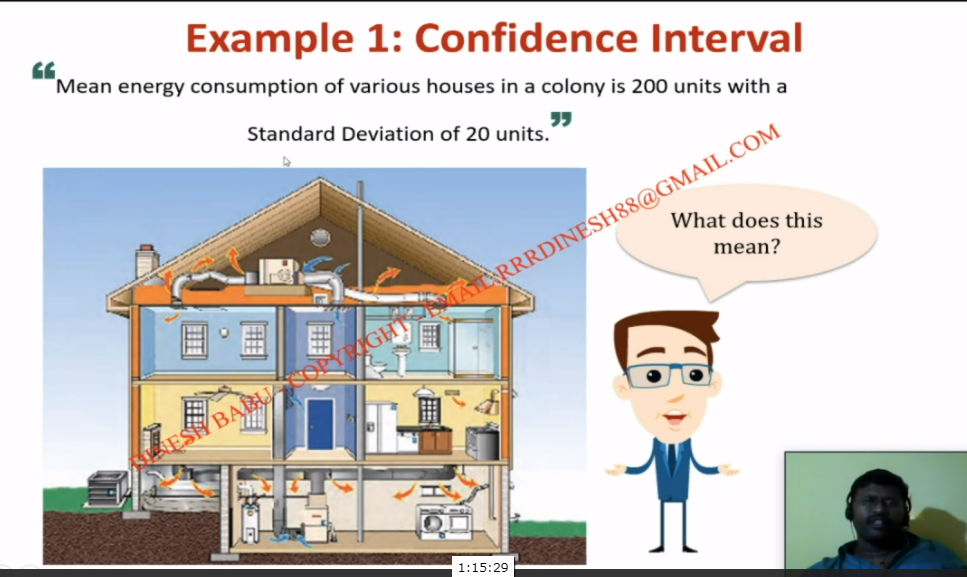 Example 1: Confidence Interval
“Mean energy consumption of various houses in a colony is 200 units with a
Standard Deviation of 20 units.”
What does this
mean?
DINESH BABU - COPYRIGHT - EMAIL:RRRDINESH88@GMAIL.COM
1:15:29